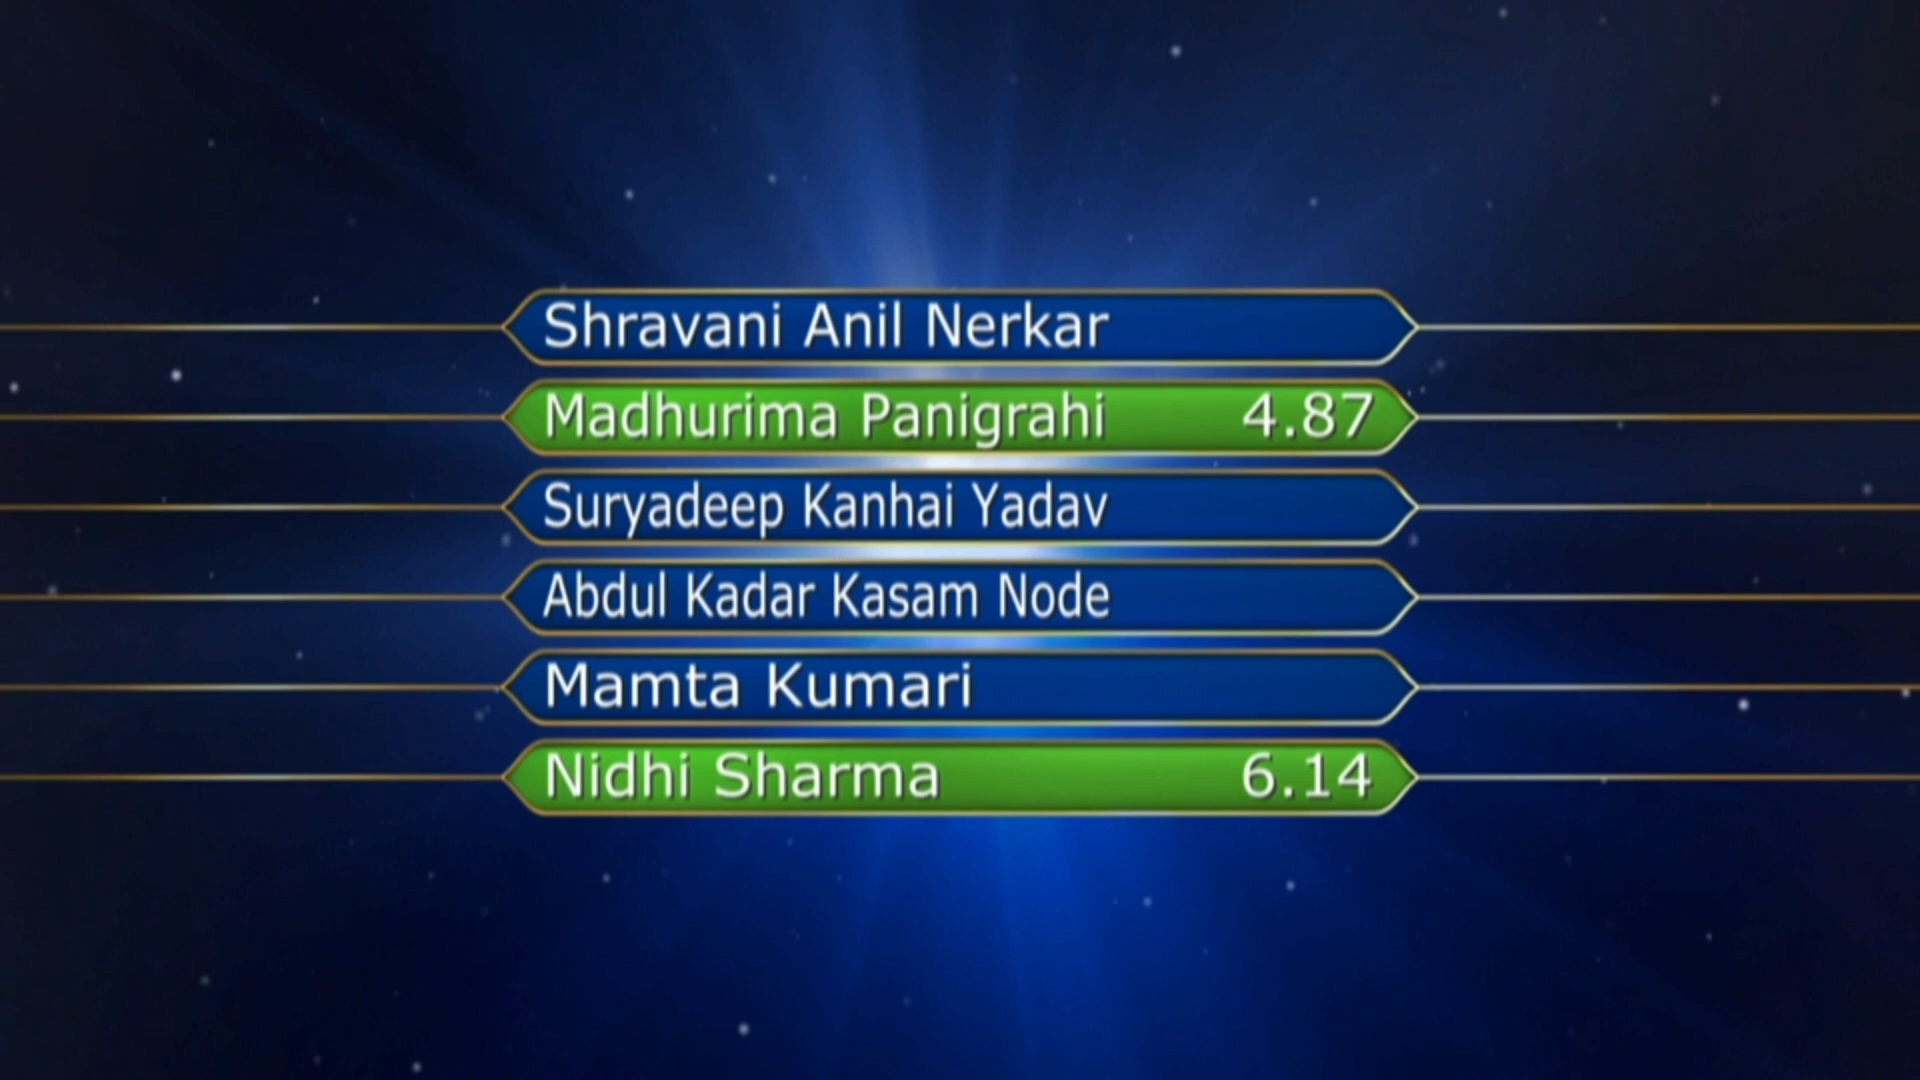 Shravani Anil Nerkar
Madhurima Panigrahi 4.87
Suryadeep Kanhai Yadav
Abdul Kadar Kasam Node
Mamta Kumari
Nidhi Sharma 6.14